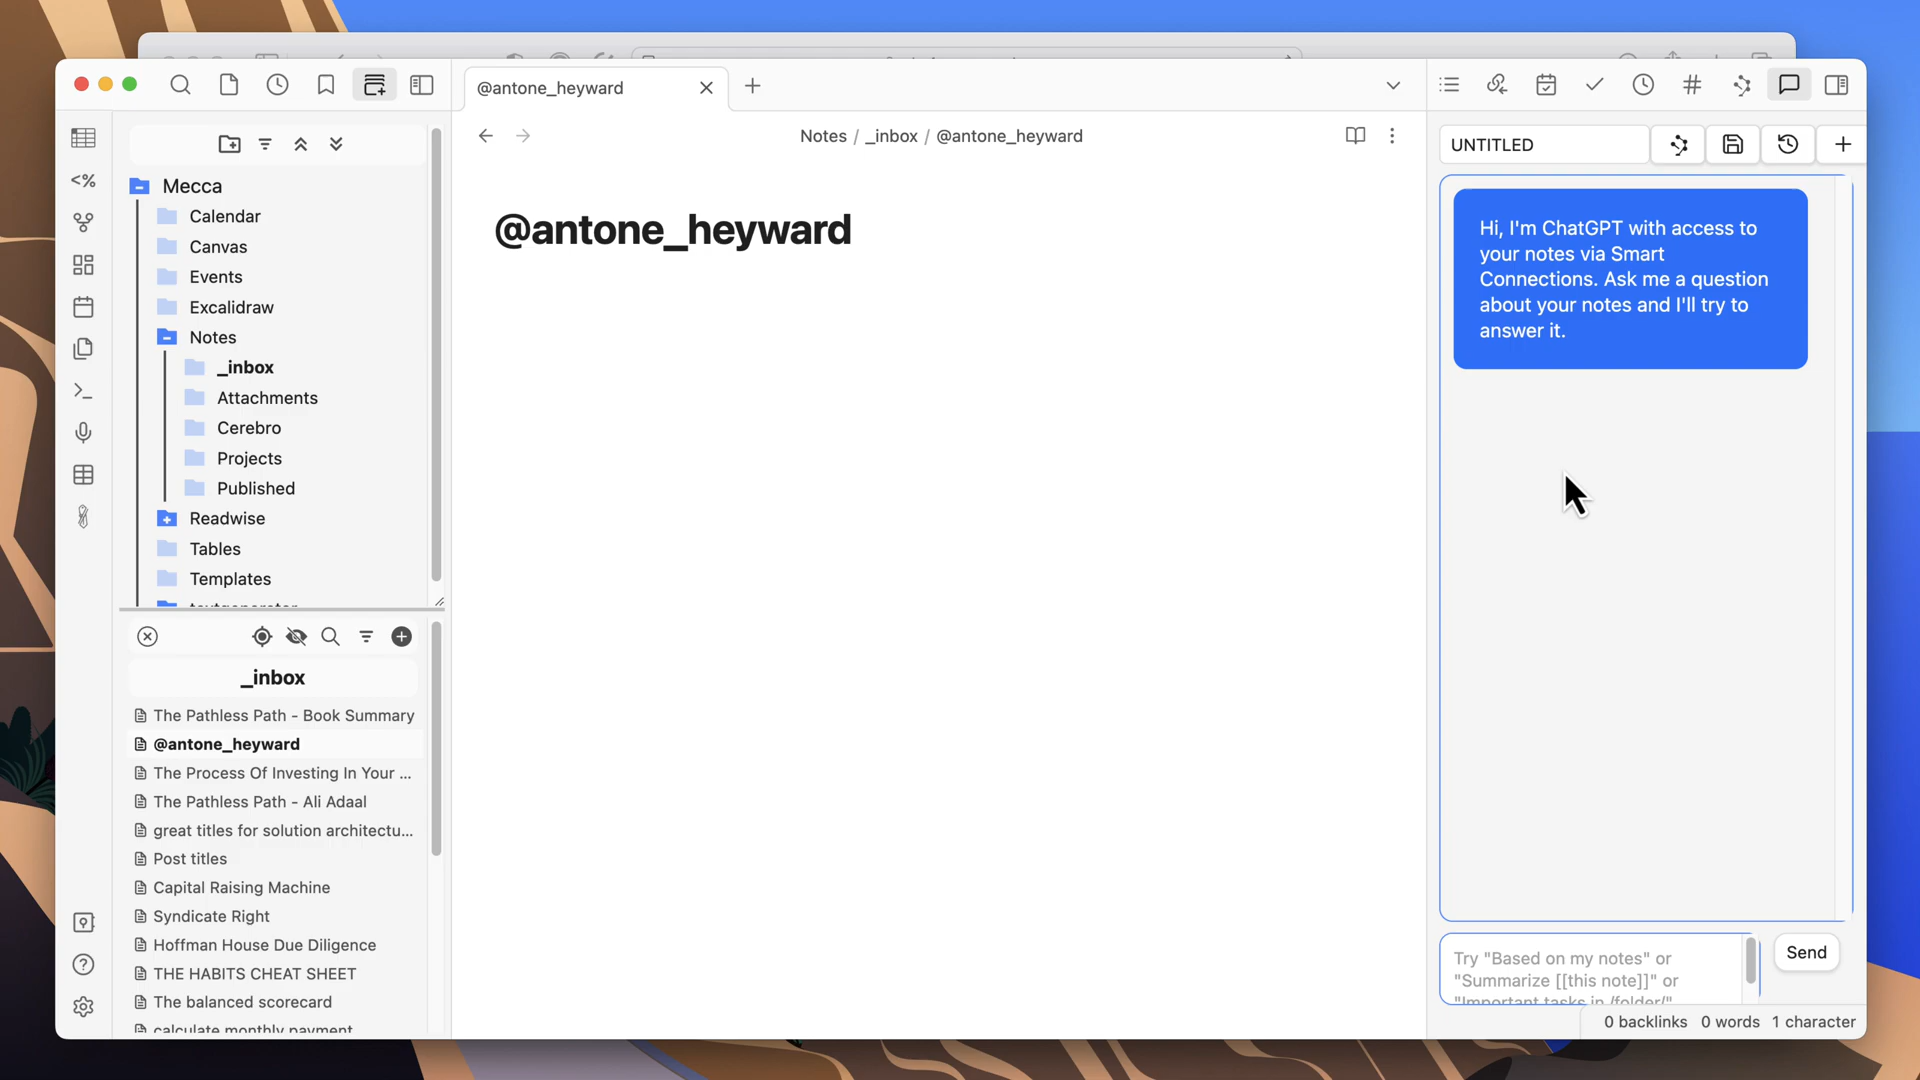 @antone_heyward
Notes / _inbox / @antone_heyward
@antone_heyward
Mecca
Calendar
Canvas
Events
Excalidraw
Notes
_inbox
Attachments
Cerebro
Projects
Published
Readwise
Tables
Templates
_inbox
The Pathless Path - Book Summary
@antone_heyward
The Process Of Investing In Your ...
The Pathless Path - Ali Adaal
great titles for solution architectu...
Post titles
Capital Raising Machine
Syndicate Right
Hoffman House Due Diligence
THE HABITS CHEAT SHEET
The balanced scorecard
calculate monthly payment
UNTITLED
Hi, I'm ChatGPT with access to
your notes via Smart
Connections. Ask me a question
about your notes and I'll try to
answer it.
Try "Based on my notes" or
"Summarize [[this note]]" or
"Important tasks in /folder/"
Send
0 backlinks 0 words 1 character